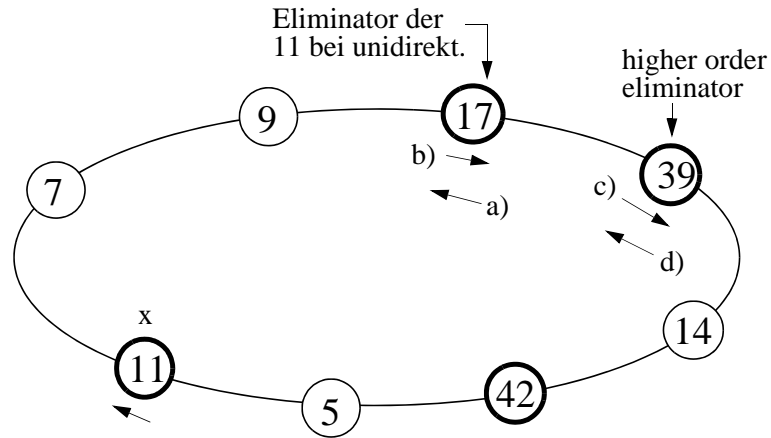 Eliminator der
11 bei unidirekt.
higher order
eliminator
17
9
39
b)
7
c)
a)
d)
x
14
11
42
5